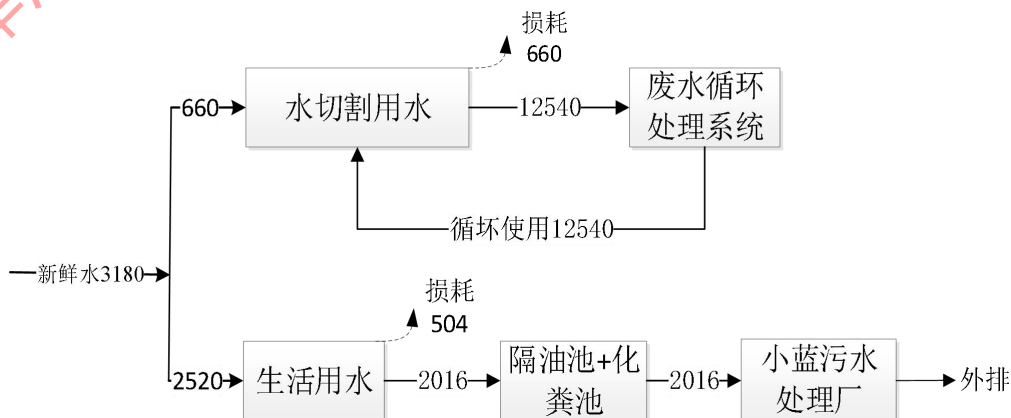 损耗
660
660
水切割用水
12540
废水循环
处理系统
循环使用12540
新鲜水3180
损耗
504
2520
生活用水
2016
隔油池+化
粪池
2016
小蓝污水
处理厂
外排